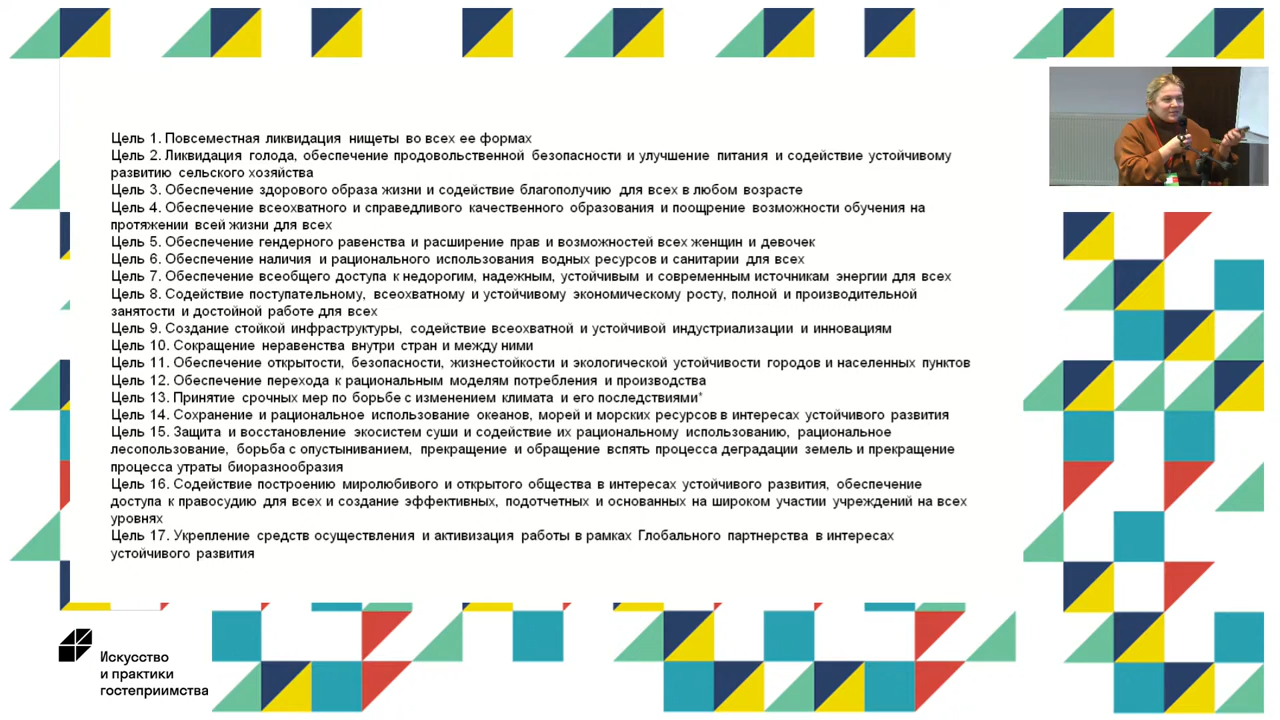 Цель 1. Повсеместная ликвидация нищеты во всех ее формах
Цель 2. Ликвидация голода, обеспечение продовольственной безопасности и улучшение питания и содействие устойчивому
развитию сельского хозяйства
Цель 3. Обеспечение здорового образа жизни и содействие благополучию для всех в любом возрасте
Цель 4. Обеспечение всеохватного и справедливого качественного образования и поощрение возможности обучения на
протяжении всей жизни для всех
Цель 5. Обеспечение гендерного равенства и расширение прав и возможностей всех женщин и девочек
Цель 6. Обеспечение наличия и рационального использования водных ресурсов и санитарии для всех
Цель 7. Обеспечение всеобщего доступа к недорогим, надежным, устойчивым и современным источникам энергии для всех
Цель 8. Содействие поступательному, всеохватному и устойчивому экономическому росту, полной и производительной
занятости и достойной работе для всех
Цель 9. Создание стойкой инфраструктуры, содействие всеохватной и устойчивой индустриализации и инновациям
Цель 10. Сокращение неравенства внутри стран и между ними
Цель 11. Обеспечение открытости, безопасности, жизнестойкости и экологической устойчивости городов и населенных пунктов
Цель 12. Обеспечение перехода к рациональным моделям потребления и производства
Цель 13. Принятие срочных мер по борьбе с изменением климата и его последствиями*
Цель 14. Сохранение и рациональное использование океанов, морей и морских ресурсов в интересах устойчивого развития
Цель 15. Защита и восстановление экосистем суши и содействие их рациональному использованию, рациональное
лесопользование, борьба с опустыниванием, прекращение и обращение вспять процесса деградации земель и прекращение
процесса утраты биоразнообразия
Цель 16. Содействие построению миролюбивого и открытого общества в интересах устойчивого развития, обеспечение
доступа к правосудию для всех и создание эффективных, подотчетных и основанных на широком участии учреждений на всех
уровнях
Цель 17. Укрепление средств осуществления и активизация работы в рамках Глобального партнерства в интересах
устойчивого развития
Искусство
и практики
гостеприимства